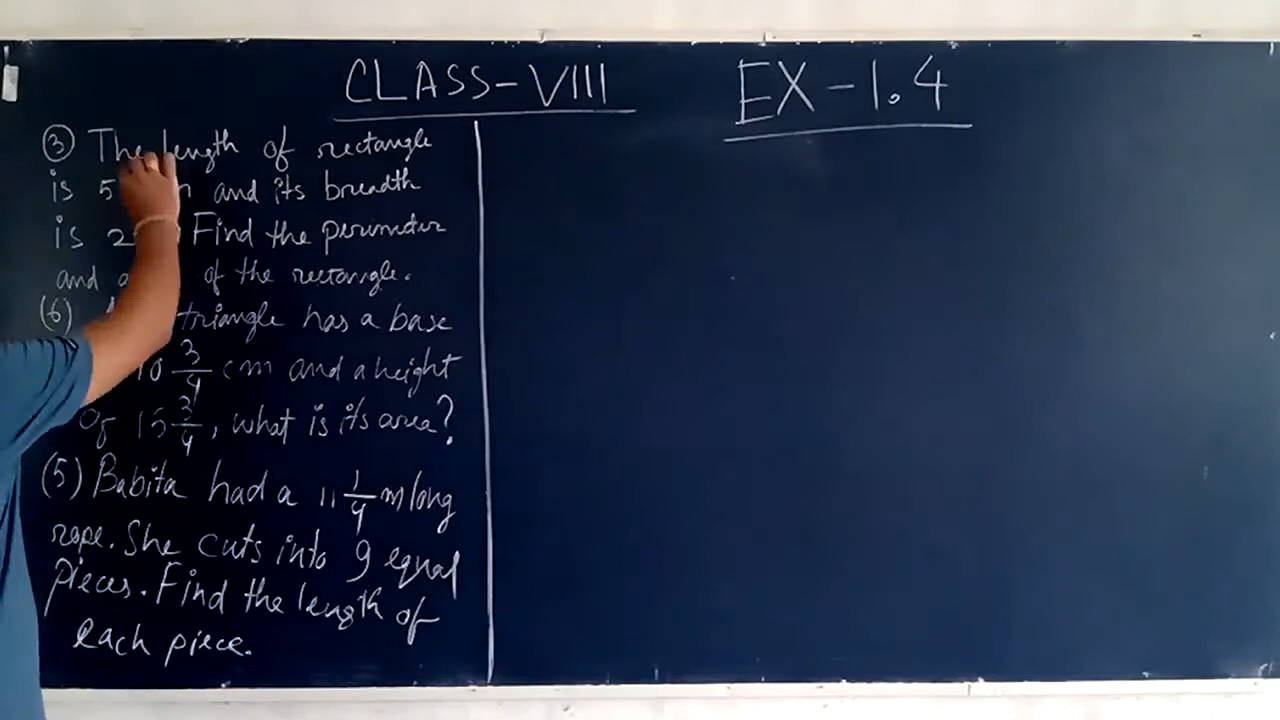 CLASS-VIII
EX-1.4
③ The length of rectangle
is 5 and its breadth
is 2 Find the perimeter
and of the rectangle.
(6) triangle has a base
10 3/4 cm and a height
of 15 3/4, what is its area?
(5) Babita had a 11 1/4 m long
rope. She cuts into 9 equal
pieces. Find the length of
each piece.